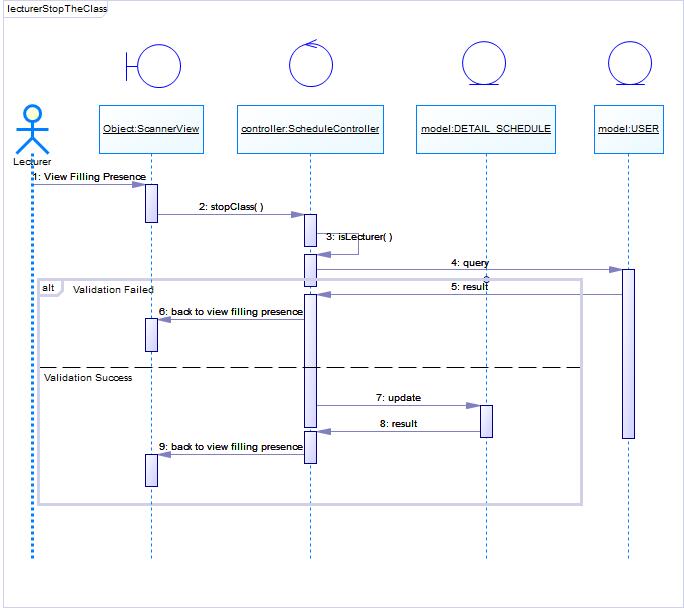 lecturerStopTheClass
Object:ScannerView
controller:ScheduleController
model:DETAIL_SCHEDULE
model:USER
Lecturer
1: View Filling Presence
2: stopClass( )
3: isLecturer( )
4: query
alt
Validation Failed
5: result
6: back to view filling presence
Validation Success
7: update
8: result
9: back to view filling presence